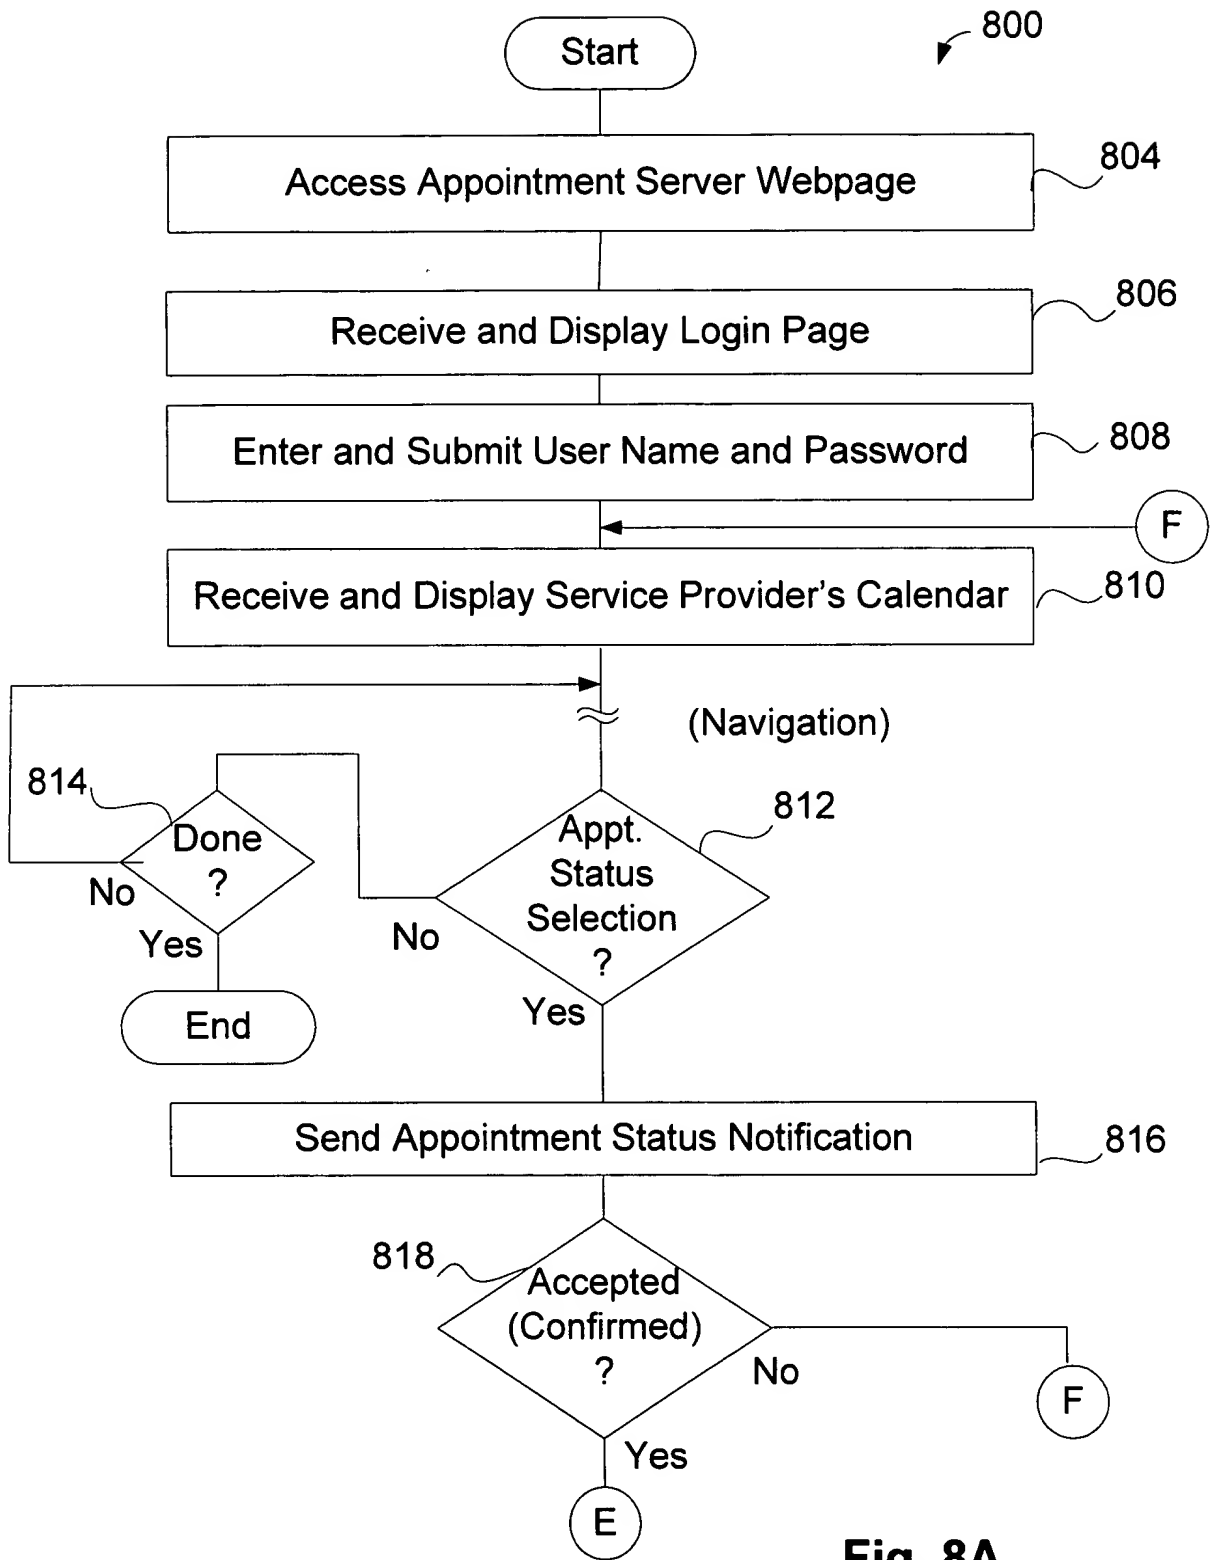 Start
800
Access Appointment Server Webpage
804
Receive and Display Login Page
806
Enter and Submit User Name and Password
808
F
Receive and Display Service Provider's Calendar
810
(Navigation)
814
Done
?
No
Yes
End
812
Appt.
Status
Selection
?
No
Yes
Send Appointment Status Notification
816
818
Accepted
(Confirmed)
?
No
F
Yes
E
Fig. 8A